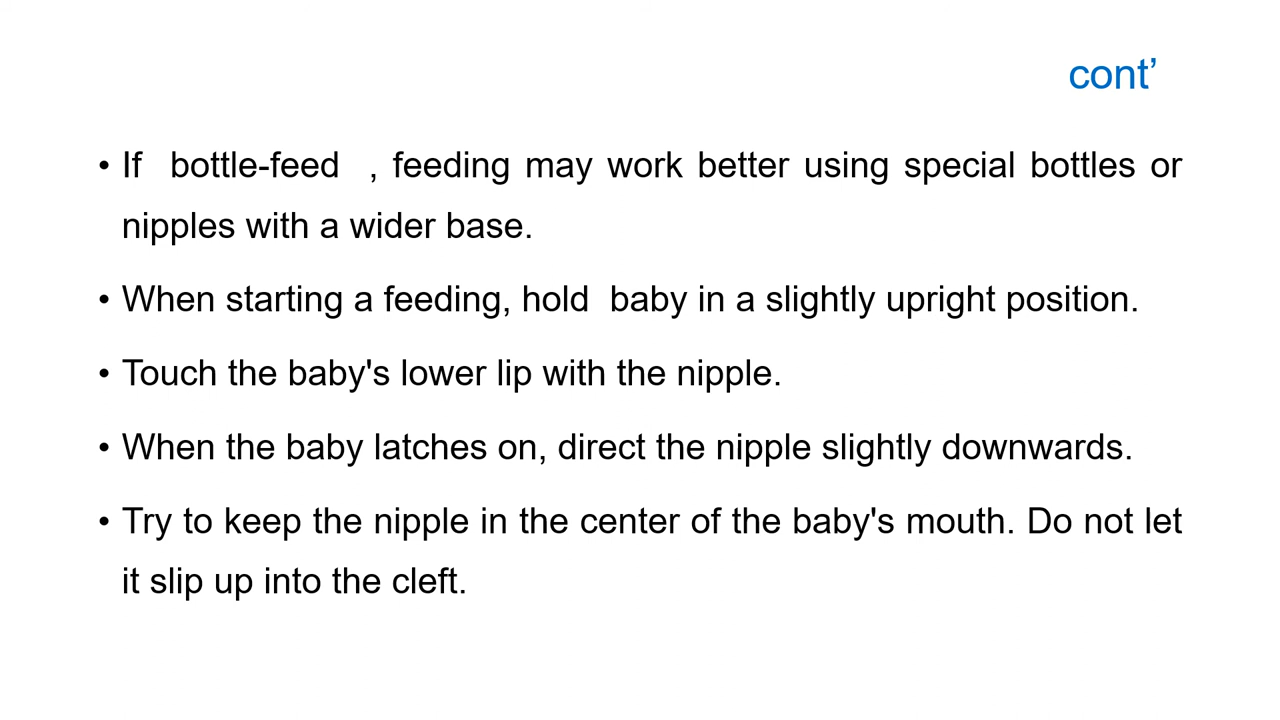 cont’
• If bottle-feed , feeding may work better using special bottles or
nipples with a wider base.
• When starting a feeding, hold baby in a slightly upright position.
• Touch the baby's lower lip with the nipple.
• When the baby latches on, direct the nipple slightly downwards.
• Try to keep the nipple in the center of the baby's mouth. Do not let
it slip up into the cleft.